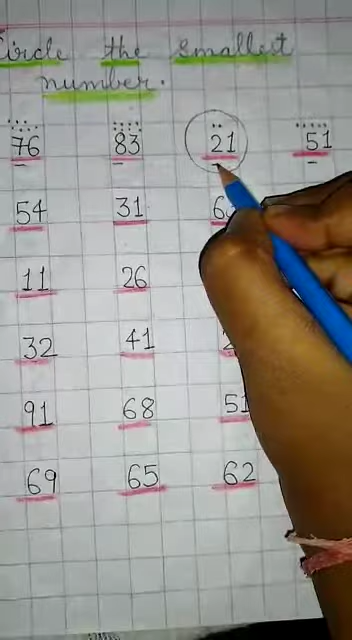 Circle the smallest
number.
76 83 21 51
54 31
11 26
32 41
91 68 51
69 65 62